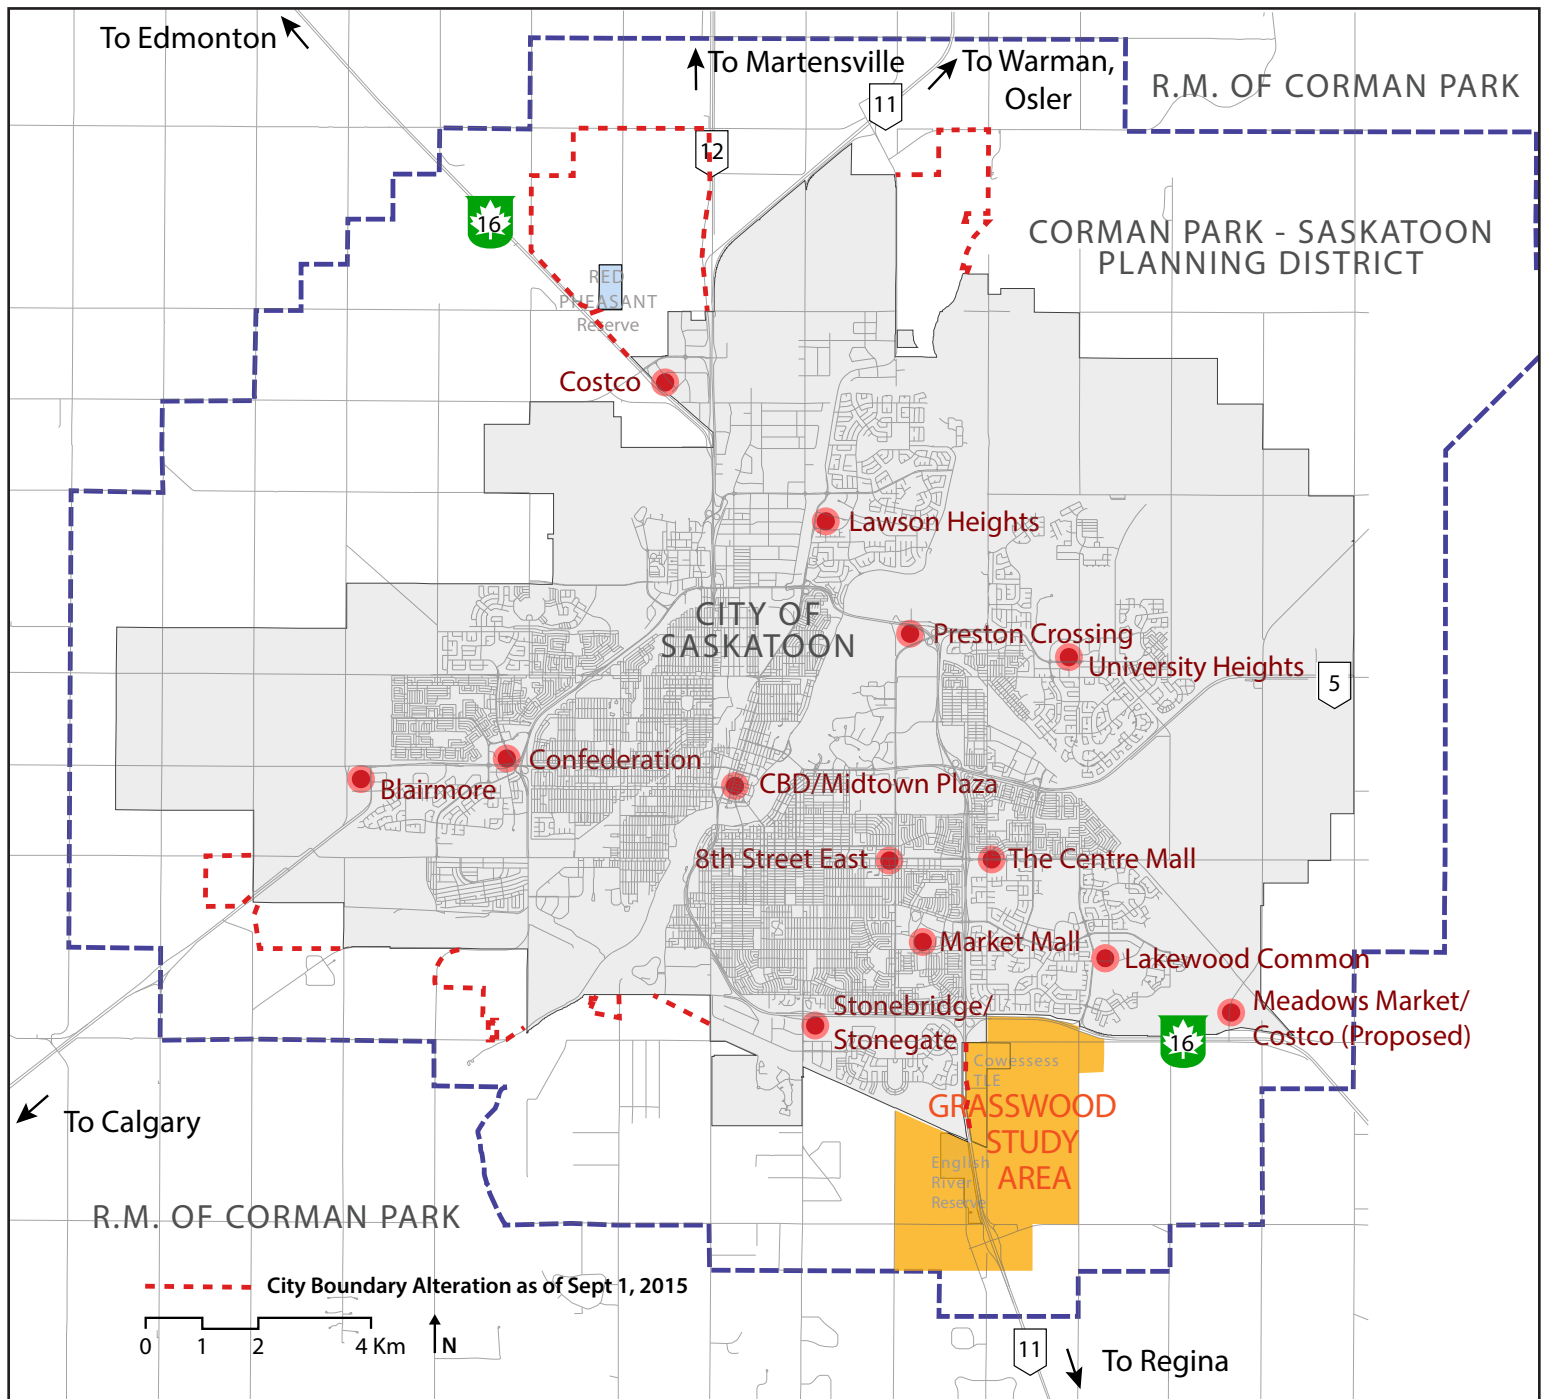 To Edmonton
To Martensville
To Warman,
Osler
R.M. OF CORMAN PARK
11
12
16
CORMAN PARK - SASKATOON
PLANNING DISTRICT
RED
PHEASANT
Reserve
Costco
Lawson Heights
CITY OF
SASKATOON
Preston Crossing
University Heights
5
Confederation
Blairmore
CBD/Midtown Plaza
8th Street East
The Centre Mall
Market Mall
Lakewood Common
Stonebridge/
Stonegate
Meadows Market/
Costco (Proposed)
16
Cowessess
TLE
GRASSWOOD
STUDY
AREA
English
River
Reserve
To Calgary
R.M. OF CORMAN PARK
City Boundary Alteration as of Sept 1, 2015
0 1 2 4 Km
N
11
To Regina